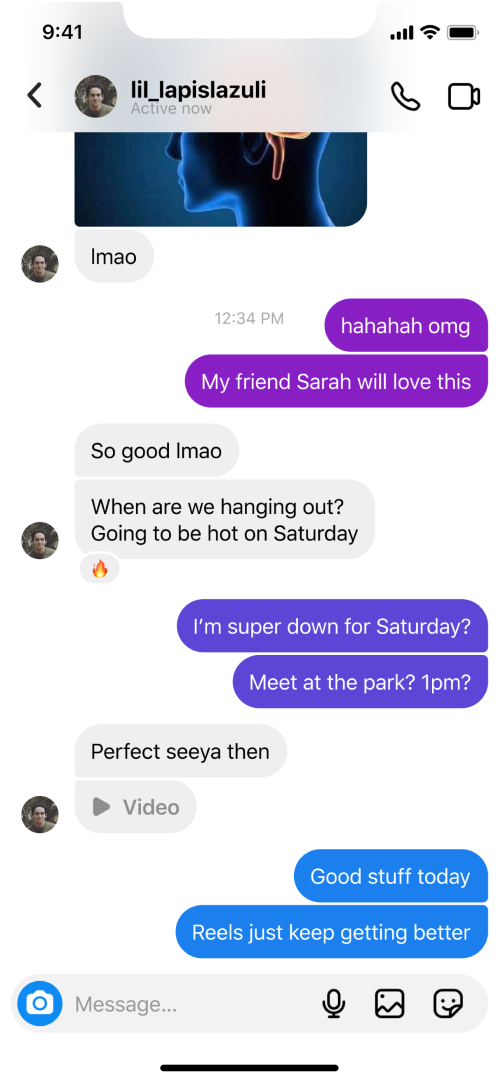 9:41
lil_lapislazuli
Active now
lmao
12:34 PM
hahahah omg
My friend Sarah will love this
So good lmao
When are we hanging out?
Going to be hot on Saturday
🔥
I’m super down for Saturday?
Meet at the park? 1pm?
Perfect seeya then
Video
Good stuff today
Reels just keep getting better
Message...